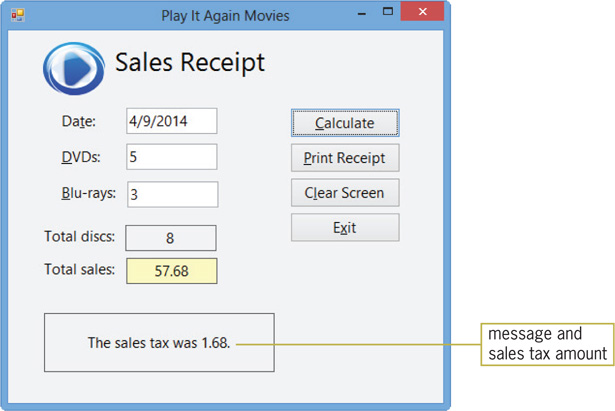 Play It Again Movies
Sales Receipt
Date: 4/9/2014
Calculate
DVDs: 5
Print Receipt
Blu-rays: 3
Clear Screen
Total discs: 8
Exit
Total sales: 57.68
The sales tax was 1.68.
message and
sales tax amount